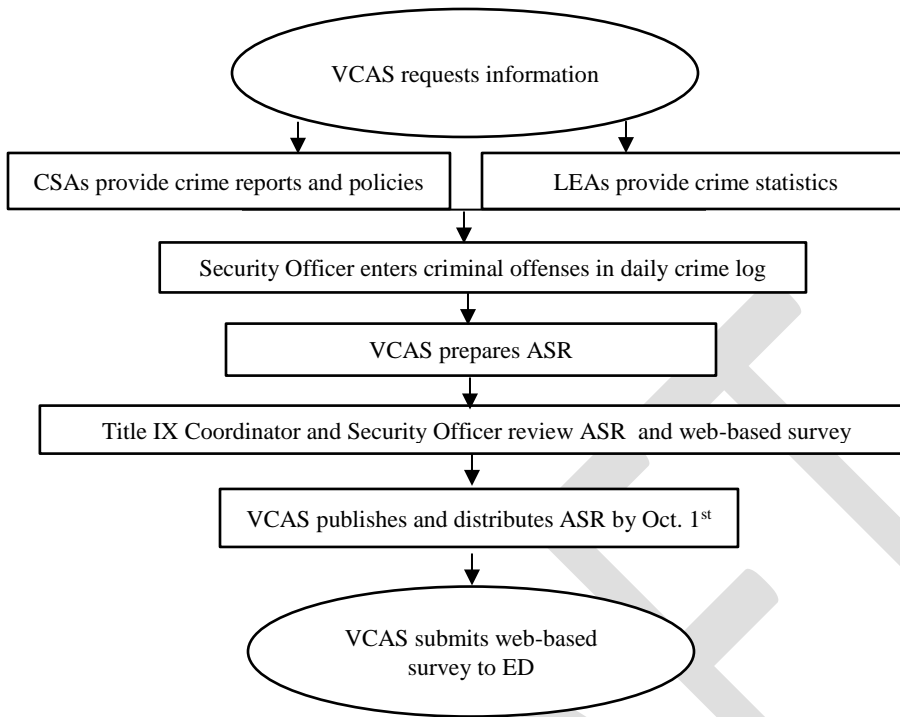 VCAS requests information
CSAs provide crime reports and policies
LEAs provide crime statistics
Security Officer enters criminal offenses in daily crime log
VCAS prepares ASR
Title IX Coordinator and Security Officer review ASR and web-based survey
VCAS publishes and distributes ASR by Oct. 1st
VCAS submits web-based
survey to ED